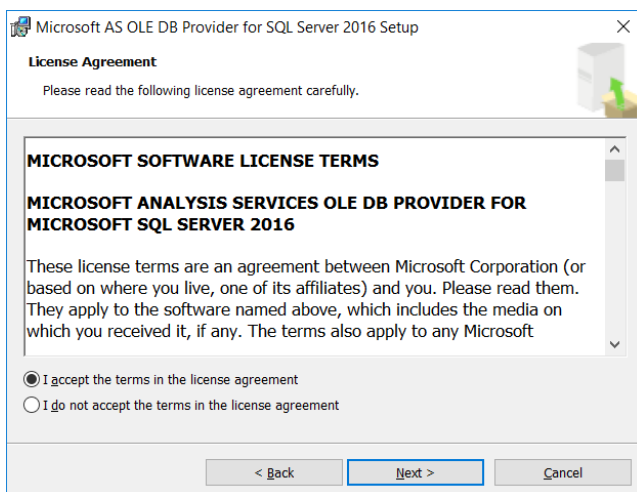 Microsoft AS OLE DB Provider for SQL Server 2016 Setup
License Agreement
Please read the following license agreement carefully.
MICROSOFT SOFTWARE LICENSE TERMS
MICROSOFT ANALYSIS SERVICES OLE DB PROVIDER FOR
MICROSOFT SQL SERVER 2016
These license terms are an agreement between Microsoft Corporation (or
based on where you live, one of its affiliates) and you. Please read them.
They apply to the software named above, which includes the media on
which you received it, if any. The terms also apply to any Microsoft
I accept the terms in the license agreement
I do not accept the terms in the license agreement
< Back
Next >
Cancel